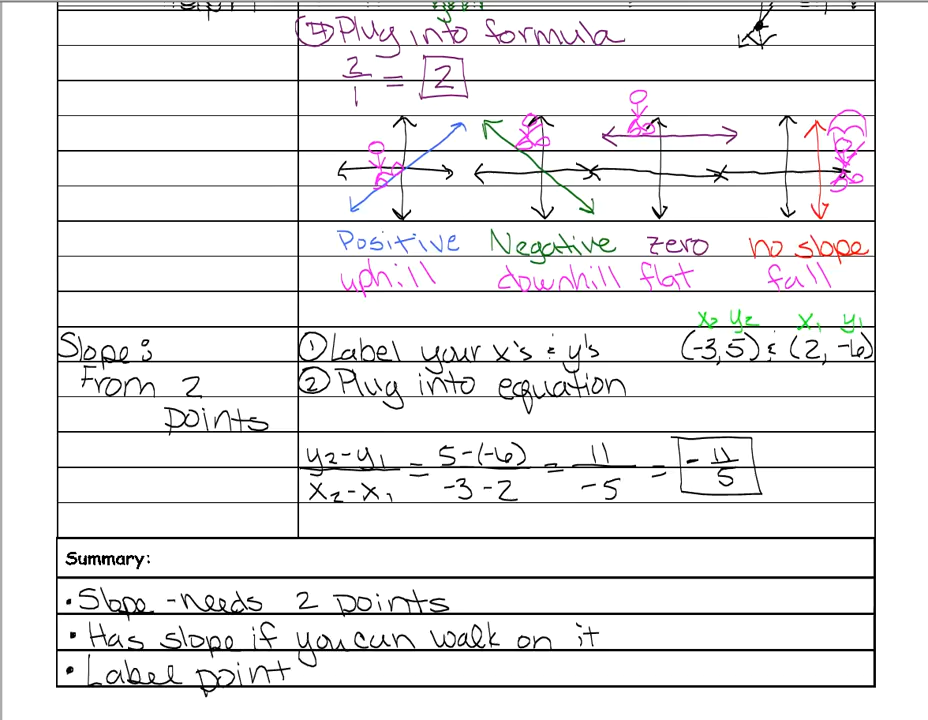 ④ Plug into formula
2/1 = 2
Positive Negative zero no slope
uphill downhill flat fall
x₂ y₂ x₁ y₁
Slope: ① Label your x's & y's (-3,5) & (2,-6)
From 2 ② Plug into equation
points
y₂-y₁/x₂-x₁ = 5-(-6)/-3-2 = 11/-5 = -11/5
Summary:
• Slope - needs 2 points
• Has slope if you can walk on it
• Label point